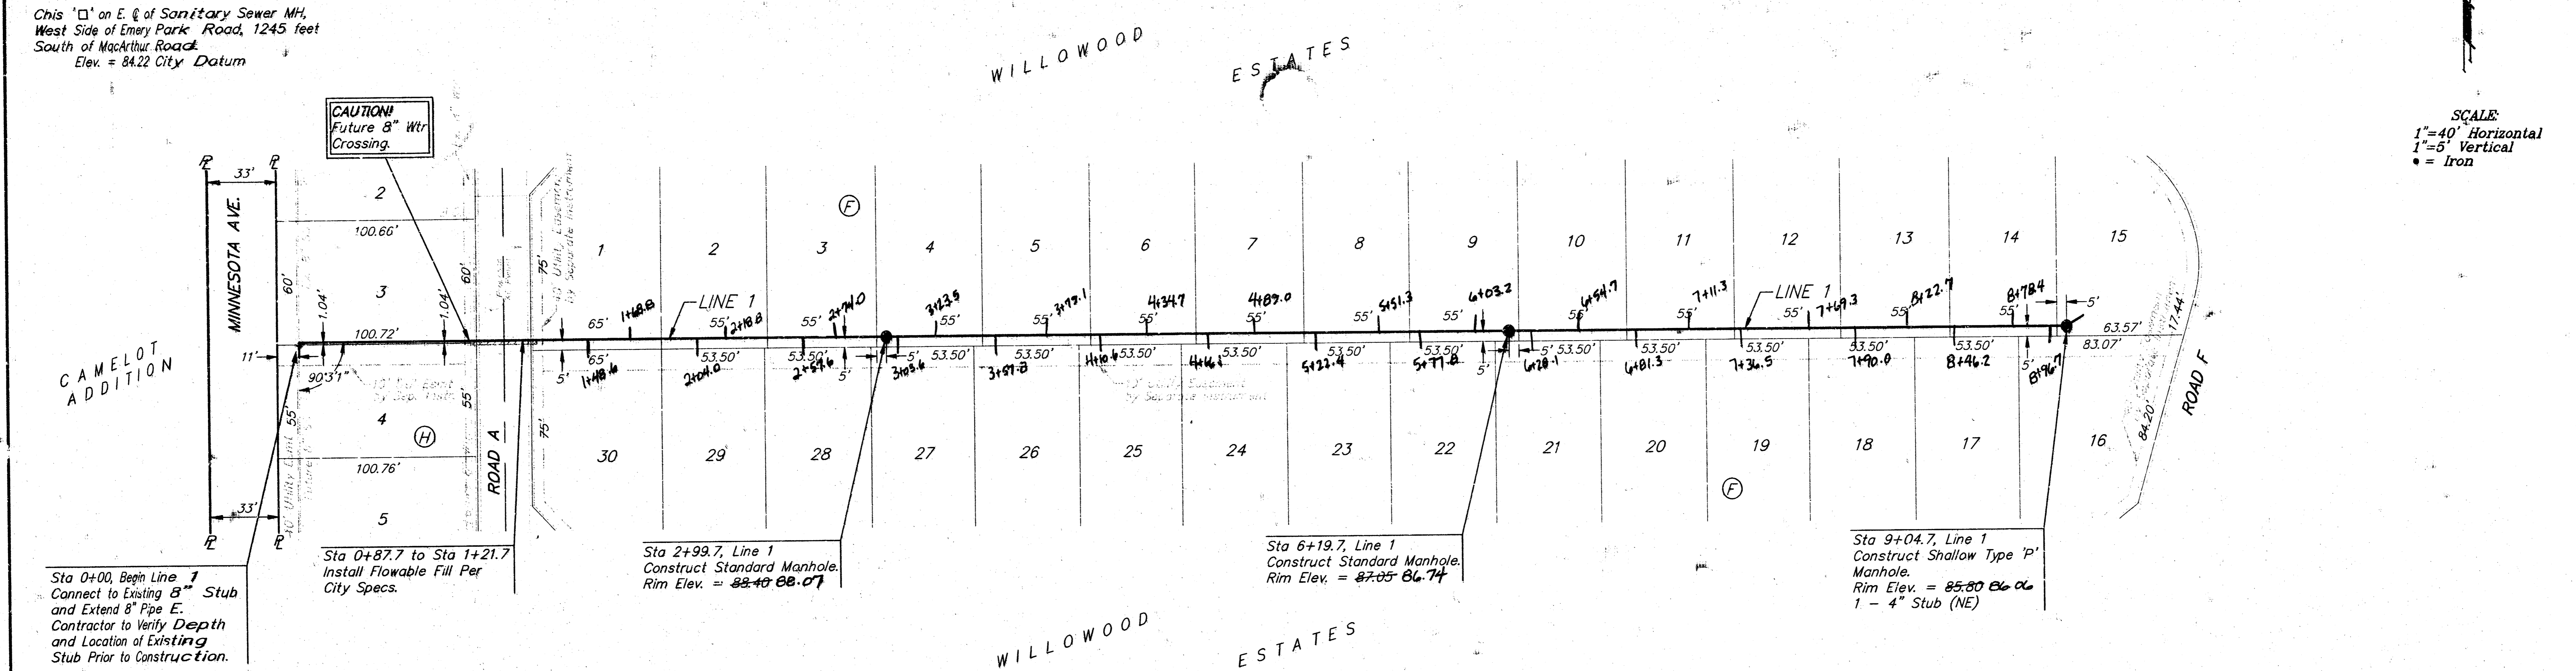 Chis '□' on E. ℄ of Sanitary Sewer MH,
West Side of Emery Park Road, 1245 feet
South of MacArthur Road
Elev. = 84.22 City Datum
WILLOWOOD ESTATES
SCALE:
1"=40' Horizontal
1"=5' Vertical
● = Iron
CAUTION!
Future 8" Wtr
Crossing.
33'
MINNESOTA AVE.
2
100.66'
60'
60'
3
1.04'
1.04'
100.72'
11'
90°3'1"
CAMELOT
ADDITION
55'
55'
4
H
100.76'
5
33'
ROAD A
75'
75'
F
1 2 3 4 5 6 7 8 9 10 11 12 13 14 15
LINE 1
LINE 1
1+68.8 2+18.8 2+74.0 3+23.5 3+79.1 4+34.7 4+89.0 5+51.3 6+03.2 6+54.7 7+11.3 7+69.3 8+22.7 8+78.4
65' 55' 55' 55' 55' 55' 55' 55' 55' 55' 55' 55' 55' 55' 5' 63.57'
65' 53.50' 53.50' 5' 53.50' 53.50' 53.50' 53.50' 53.50' 53.50' 5' 53.50' 53.50' 53.50' 53.50' 53.50' 83.07'
5' 5' 5' 5'
1+48.6 2+04.0 3+03.6 3+57.8 4+10.6 5+22.4 5+77.8 6+28.1 6+81.3 7+36.5 7+90.8 8+46.2 8+96.7
10' Utility Easement
by Separate Instrument
17.44'
84.20'
ROAD F
30 29 28 27 26 25 24 23 22 21 20 19 18 17 16
F
Sta 0+00, Begin Line 1
Connect to Existing 8" Stub
and Extend 8" Pipe E.
Contractor to Verify Depth
and Location of Existing
Stub Prior to Construction.
Sta 0+87.7 to Sta 1+21.7
Install Flowable Fill Per
City Specs.
Sta 2+99.7, Line 1
Construct Standard Manhole.
Rim Elev. = 88.40 88.07
Sta 6+19.7, Line 1
Construct Standard Manhole.
Rim Elev. = 87.05 86.74
Sta 9+04.7, Line 1
Construct Shallow Type 'P'
Manhole.
Rim Elev. = 85.80 86.06
1 - 4" Stub (NE)
WILLOWOOD ESTATES